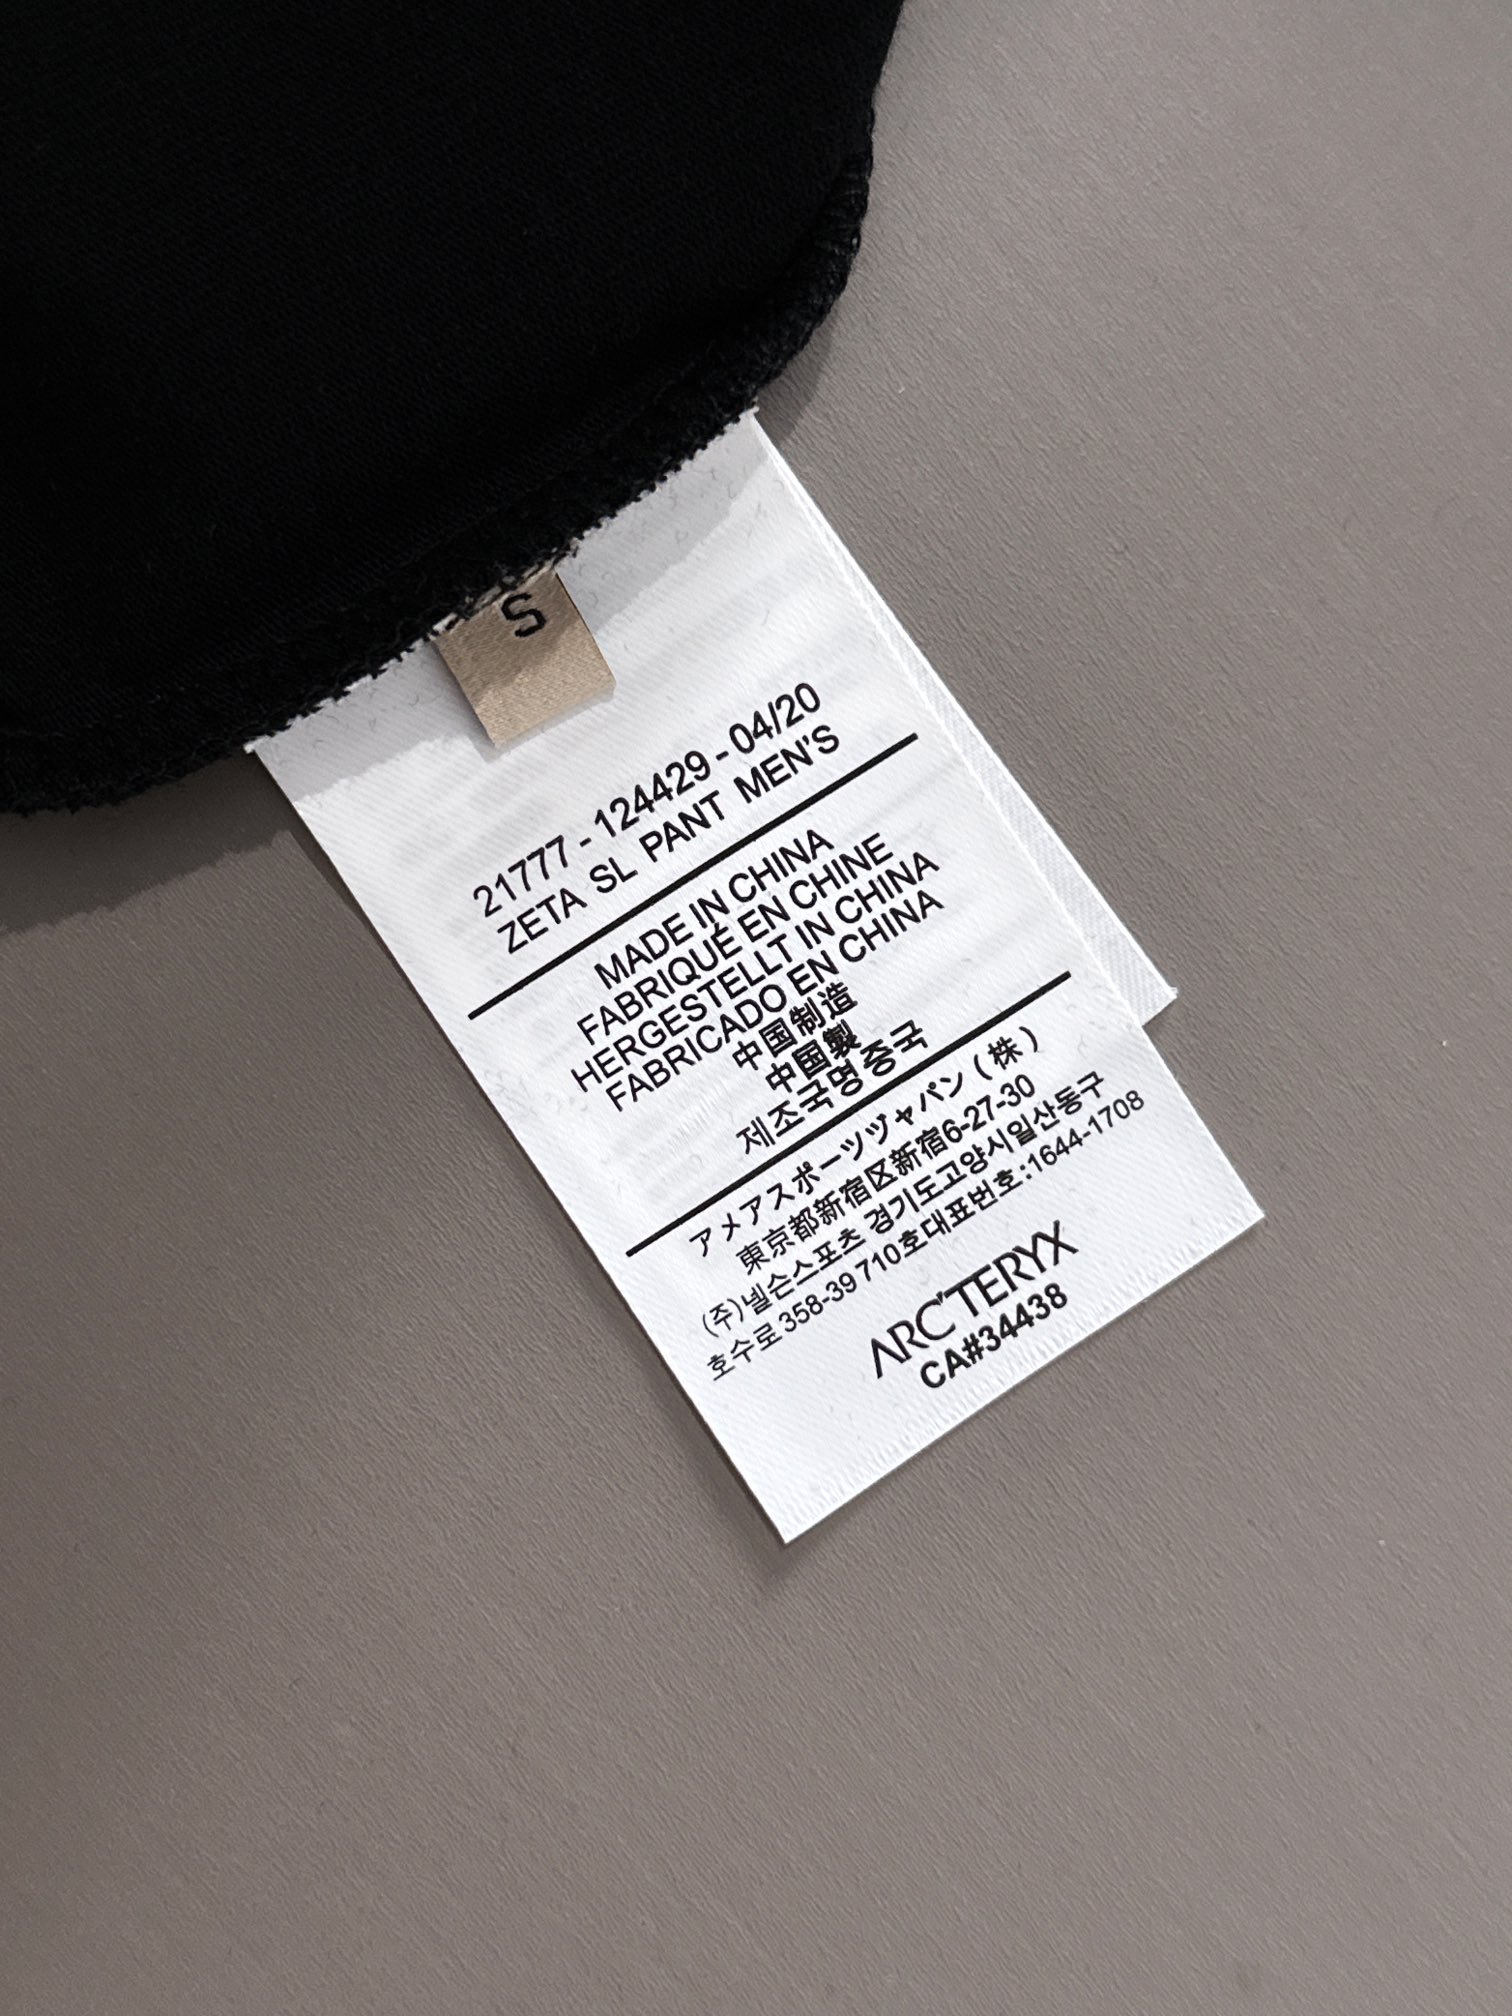 S
21777 - 124429 - 04/20
ZETA SL PANT MEN'S
MADE IN CHINA
FABRIQUÉ EN CHINE
HERGESTELLT IN CHINA
FABRICADO EN CHINA
中国制造
中国製
제조국명중국
アメアスポーツヅャパン(株)
東京都新宿区新宿6-27-30
(주)넬슨스포츠 경기도고양시일산동구
호수로 358-39 710호대표번호:1644-1708
ARC'TERYX
CA#34438